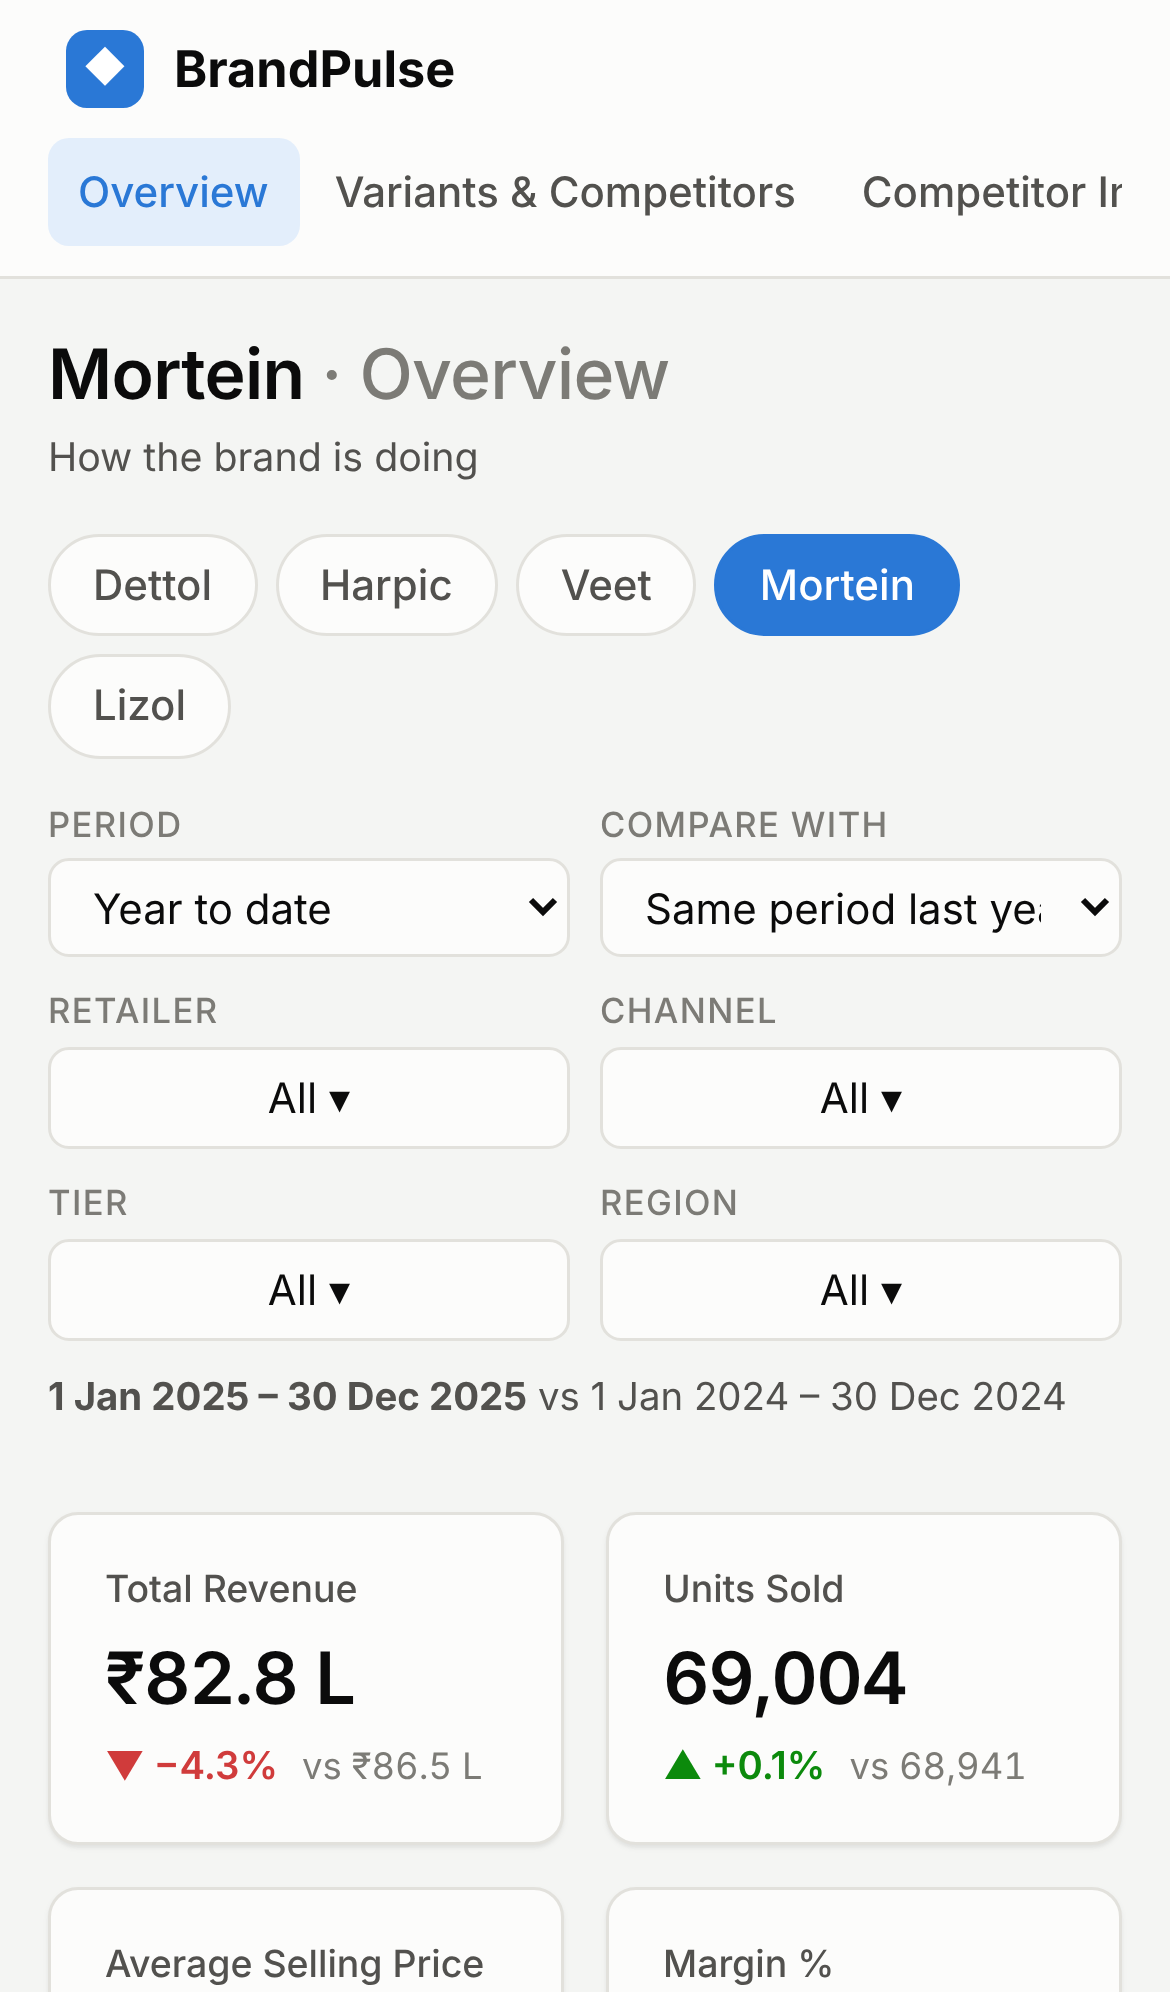 BrandPulse
Overview Variants & Competitors Competitor
Mortein · Overview
How the brand is doing
Dettol Harpic Veet Mortein
Lizol
PERIOD COMPARE WITH
Year to date Same period last
RETAILER CHANNEL
All ▾ All ▾
TIER REGION
All ▾ All ▾
1 Jan 2025 – 30 Dec 2025 vs 1 Jan 2024 – 30 Dec 2024
Total Revenue Units Sold
₹82.8 L 69,004
▼ −4.3% vs ₹86.5 L ▲ +0.1% vs 68,941
Average Selling Price Margin %